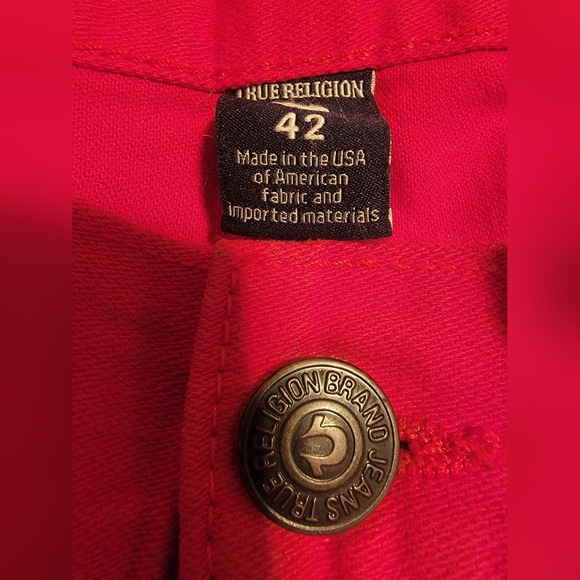 TRUE RELIGION
42
Made in the USA
of American
fabric and
imported materials
TRUE RELIGION BRAND JEANS